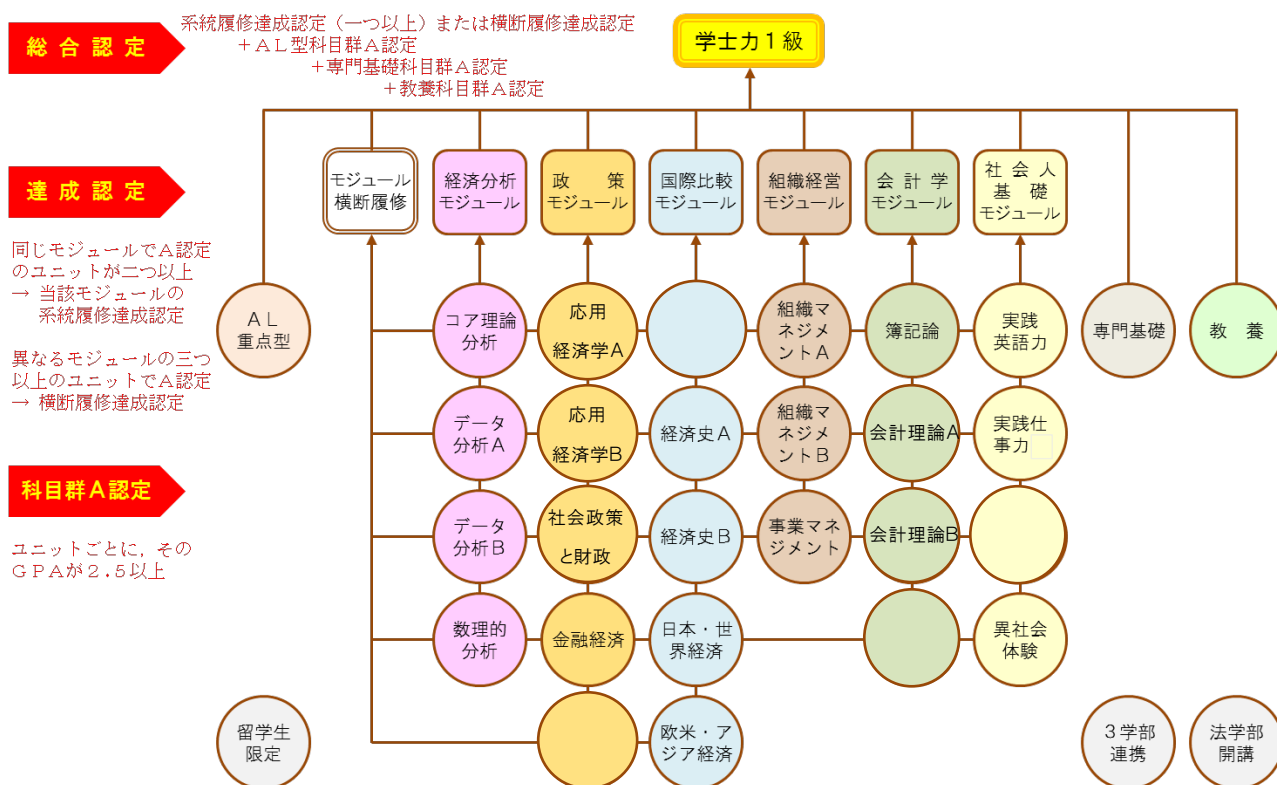 総合認定
系統履修達成認定（一つ以上）または横断履修達成認定
＋ＡＬ型科目群Ａ認定
＋専門基礎科目群Ａ認定
＋教養科目群Ａ認定
学士力１級
達成認定
同じモジュールでＡ認定
のユニットが二つ以上
→ 当該モジュールの
系統履修達成認定
異なるモジュールの三つ
以上のユニットでＡ認定
→ 横断履修達成認定
科目群Ａ認定
ユニットごとに，その
ＧＰＡが２.５以上
モジュール
横断履修
経済分析
モジュール
政策
モジュール
国際比較
モジュール
組織経営
モジュール
会計学
モジュール
社会人
基礎
モジュール
ＡＬ
重点型
コア理論
分析
応用
経済学A
組織マ
ネジメ
ントＡ
簿記論
実践
英語力
専門基礎
教養
データ
分析Ａ
応用
経済学B
経済史Ａ
組織マ
ネジメ
ントＢ
会計理論A
実践仕
事力
データ
分析Ｂ
社会政策
と財政
経済史Ｂ
事業マネ
ジメント
会計理論B
数理的
分析
金融経済
日本・世
界経済
異社会
体験
留学生
限定
欧米・ア
ジア経済
３学部
連携
法学部
開講